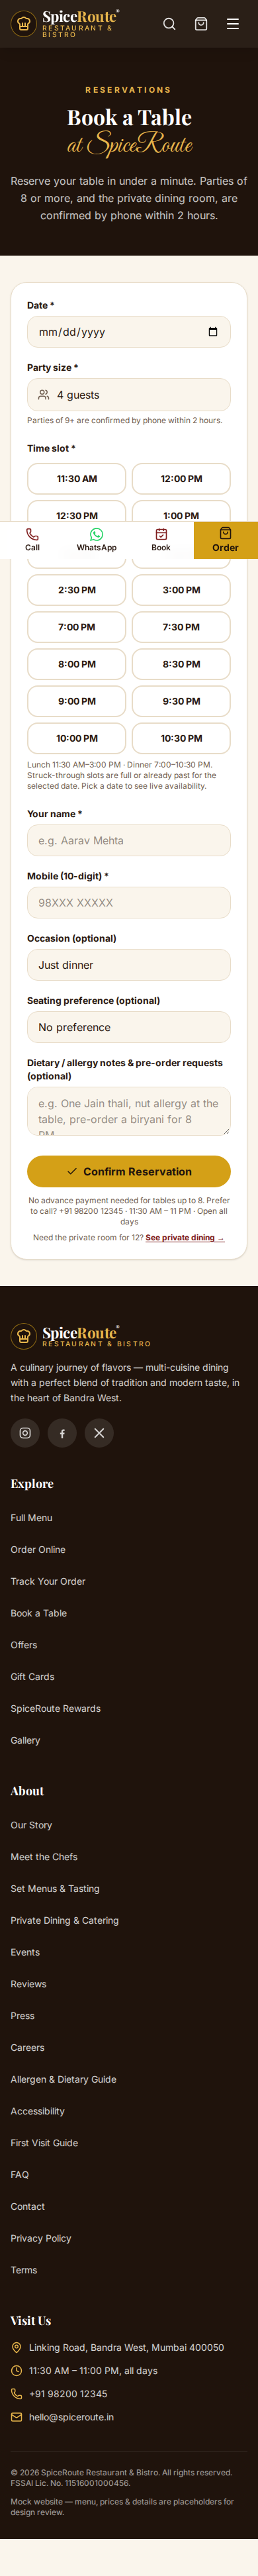 SpiceRoute®
RESTAURANT &
BISTRO
RESERVATIONS
Book a Table
at SpiceRoute
Reserve your table in under a minute. Parties of
8 or more, and the private dining room, are
confirmed by phone within 2 hours.
Date *
mm/dd/yyyy
Party size *
4 guests
Parties of 9+ are confirmed by phone within 2 hours.
Time slot *
11:30 AM
12:00 PM
12:30 PM
1:00 PM
Call
WhatsApp
Book
Order
2:30 PM
3:00 PM
7:00 PM
7:30 PM
8:00 PM
8:30 PM
9:00 PM
9:30 PM
10:00 PM
10:30 PM
Lunch 11:30 AM–3:00 PM · Dinner 7:00–10:30 PM.
Struck-through slots are full or already past for the
selected date. Pick a date to see live availability.
Your name *
e.g. Aarav Mehta
Mobile (10-digit) *
98XXX XXXXX
Occasion (optional)
Just dinner
Seating preference (optional)
No preference
Dietary / allergy notes & pre-order requests
(optional)
e.g. One Jain thali, nut allergy at the
table, pre-order a biryani for 8
PM
Confirm Reservation
No advance payment needed for tables up to 8. Prefer
to call? +91 98200 12345 · 11:30 AM – 11 PM · Open all
days
Need the private room for 12? See private dining →
SpiceRoute®
RESTAURANT & BISTRO
A culinary journey of flavors — multi-cuisine dining
with a perfect blend of tradition and modern taste, in
the heart of Bandra West.
Explore
Full Menu
Order Online
Track Your Order
Book a Table
Offers
Gift Cards
SpiceRoute Rewards
Gallery
About
Our Story
Meet the Chefs
Set Menus & Tasting
Private Dining & Catering
Events
Reviews
Press
Careers
Allergen & Dietary Guide
Accessibility
First Visit Guide
FAQ
Contact
Privacy Policy
Terms
Visit Us
Linking Road, Bandra West, Mumbai 400050
11:30 AM – 11:00 PM, all days
+91 98200 12345
hello@spiceroute.in
© 2026 SpiceRoute Restaurant & Bistro. All rights reserved.
FSSAI Lic. No. 11516001000456.
Mock website — menu, prices & details are placeholders for
design review.